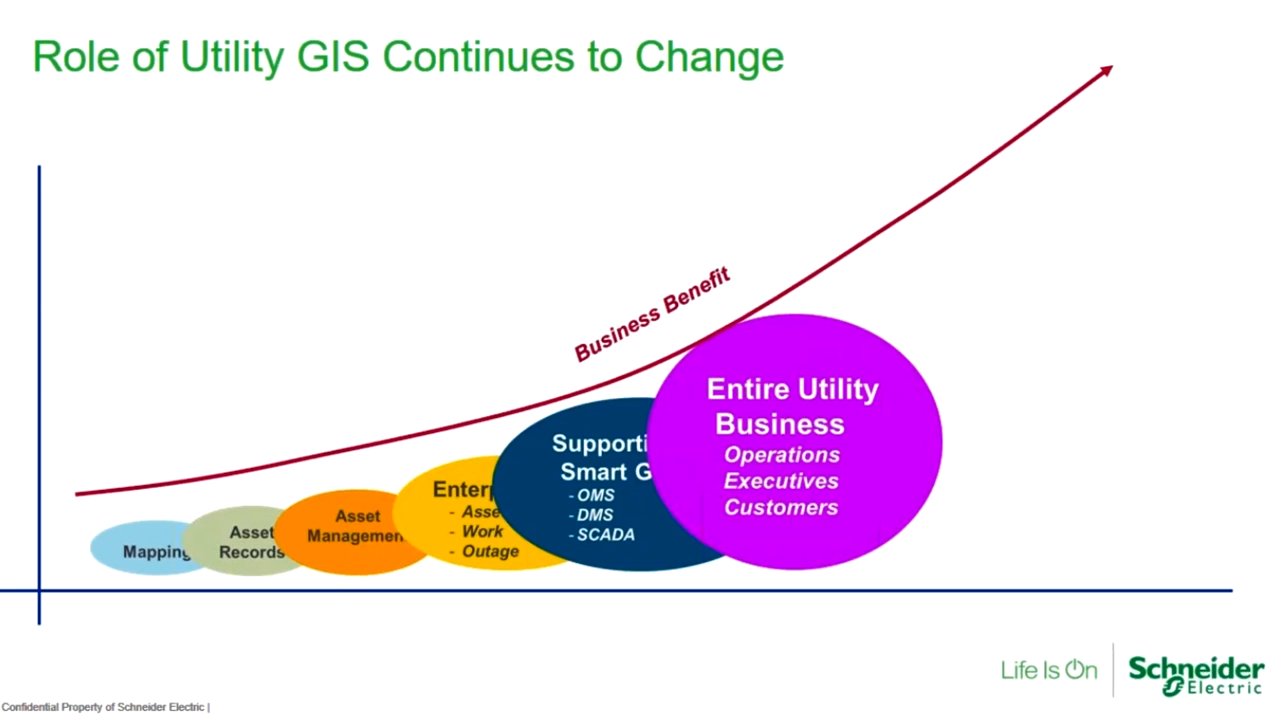 Role of Utility GIS Continues to Change
Business Benefit
Mapping
Asset
Records
Asset
Managemen
Enter
- Asse
- Work
- Outage
Supporti
Smart G
- OMS
- DMS
- SCADA
Entire Utility
Business
Operations
Executives
Customers
Life Is On
Schneider
Electric
Confidential Property of Schneider Electric |